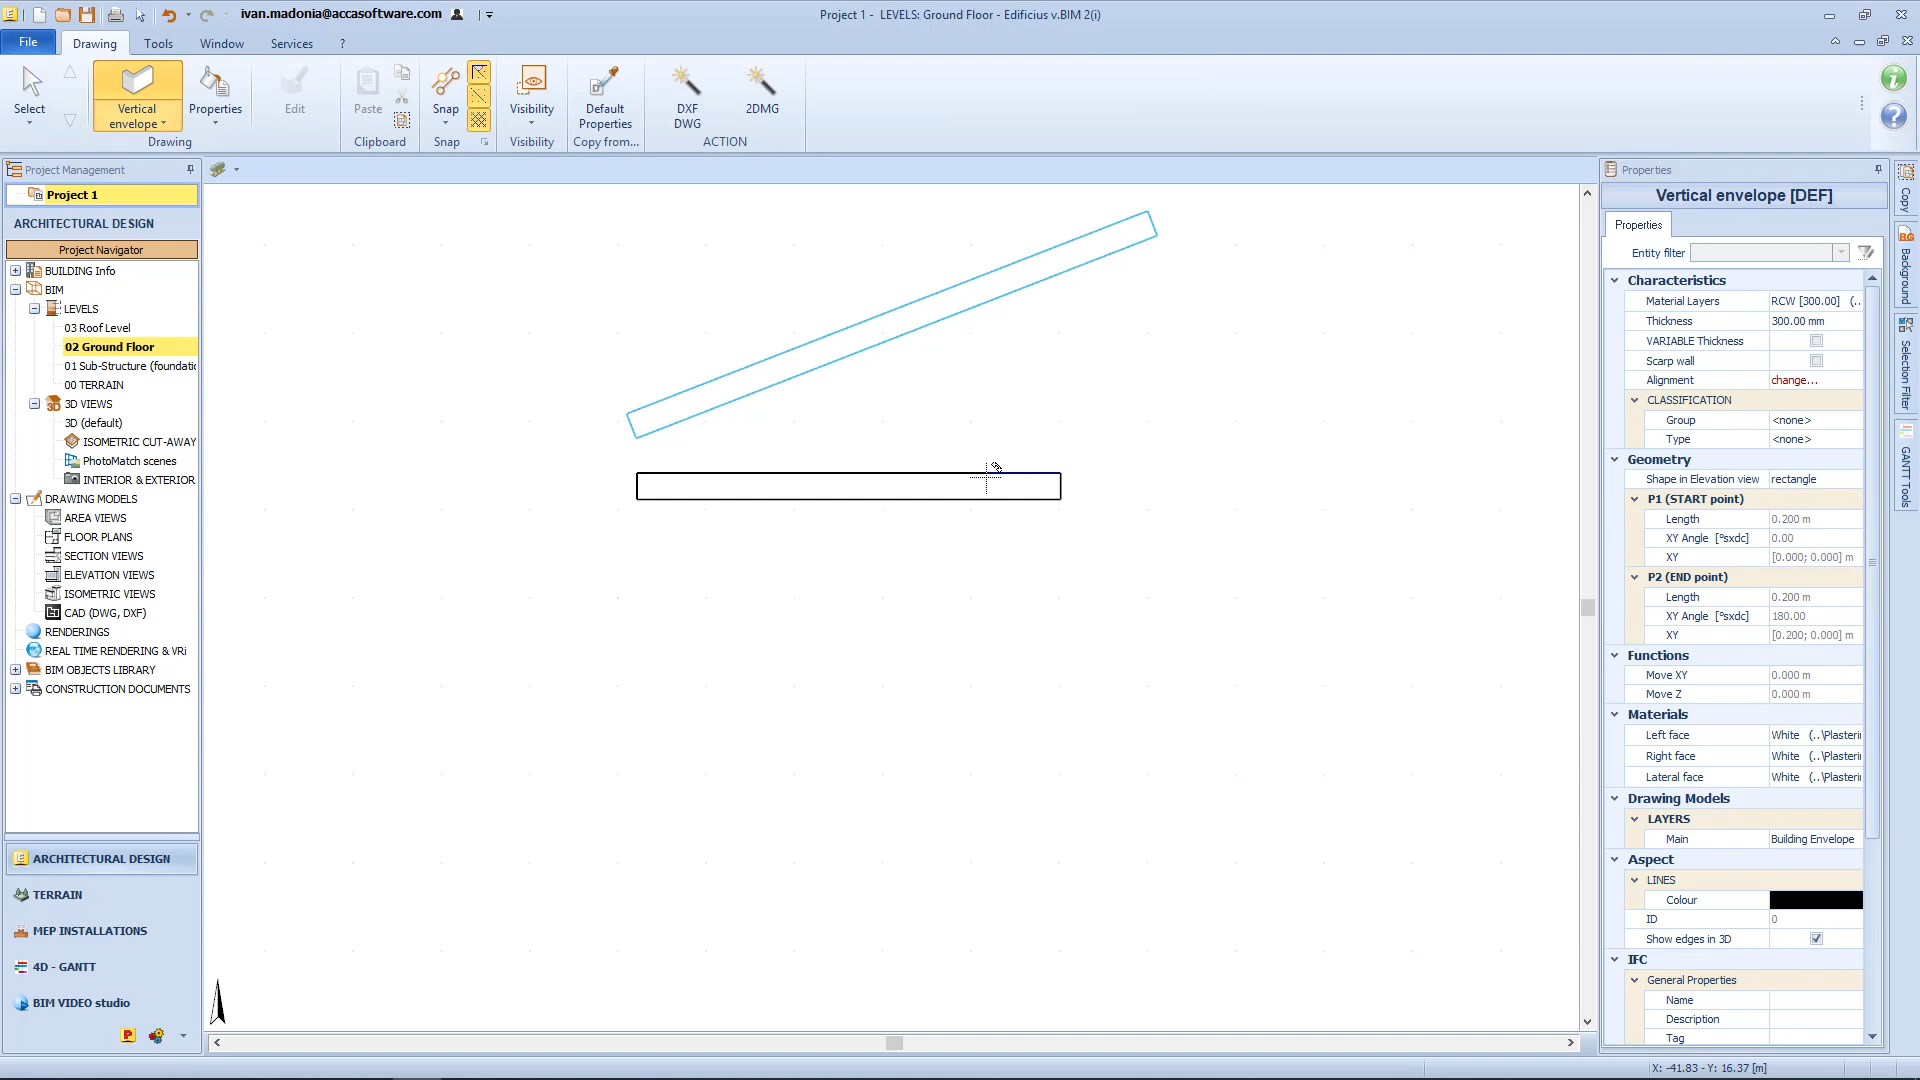 ivan.madonia@accasoftware.com
Project 1 - LEVELS: Ground Floor - Edificius v.BIM 2(i)
File
Drawing
Tools
Window
Services
?
Select
Vertical
envelope
Properties
Edit
Paste
Snap
Visibility
Default
Properties
DXF
DWG
2DMG
Drawing
Clipboard
Snap
Visibility
Copy from...
ACTION
Project Management
Project 1
ARCHITECTURAL DESIGN
Project Navigator
BUILDING Info
BIM
LEVELS
03 Roof Level
02 Ground Floor
01 Sub-Structure (foundatio
00 TERRAIN
3D VIEWS
3D (default)
ISOMETRIC CUT-AWAY
PhotoMatch scenes
INTERIOR & EXTERIOR
DRAWING MODELS
AREA VIEWS
FLOOR PLANS
SECTION VIEWS
ELEVATION VIEWS
ISOMETRIC VIEWS
CAD (DWG, DXF)
RENDERINGS
REAL TIME RENDERING & VRi
BIM OBJECTS LIBRARY
CONSTRUCTION DOCUMENTS
ARCHITECTURAL DESIGN
TERRAIN
MEP INSTALLATIONS
4D - GANTT
BIM VIDEO studio
Properties
Vertical envelope [DEF]
Properties
Entity filter
Characteristics
Material Layers RCW [300.00] (..
Thickness 300.00 mm
VARIABLE Thickness
Scarp wall
Alignment change...
CLASSIFICATION
Group <none>
Type <none>
Geometry
Shape in Elevation view rectangle
P1 (START point)
Length 0.200 m
XY Angle [°sxdc] 0.00
XY [0.000; 0.000] m
P2 (END point)
Length 0.200 m
XY Angle [°sxdc] 180.00
XY [0.200; 0.000] m
Functions
Move XY 0.000 m
Move Z 0.000 m
Materials
Left face White (..\Plasteri
Right face White (..\Plasteri
Lateral face White (..\Plasteri
Drawing Models
LAYERS
Main Building Envelope
Aspect
LINES
Colour
ID 0
Show edges in 3D
IFC
General Properties
Name
Description
Tag
Copy
BG
Background
Selection Filter
GANTT Tools
X: -41.83 - Y: 16.37 [m]